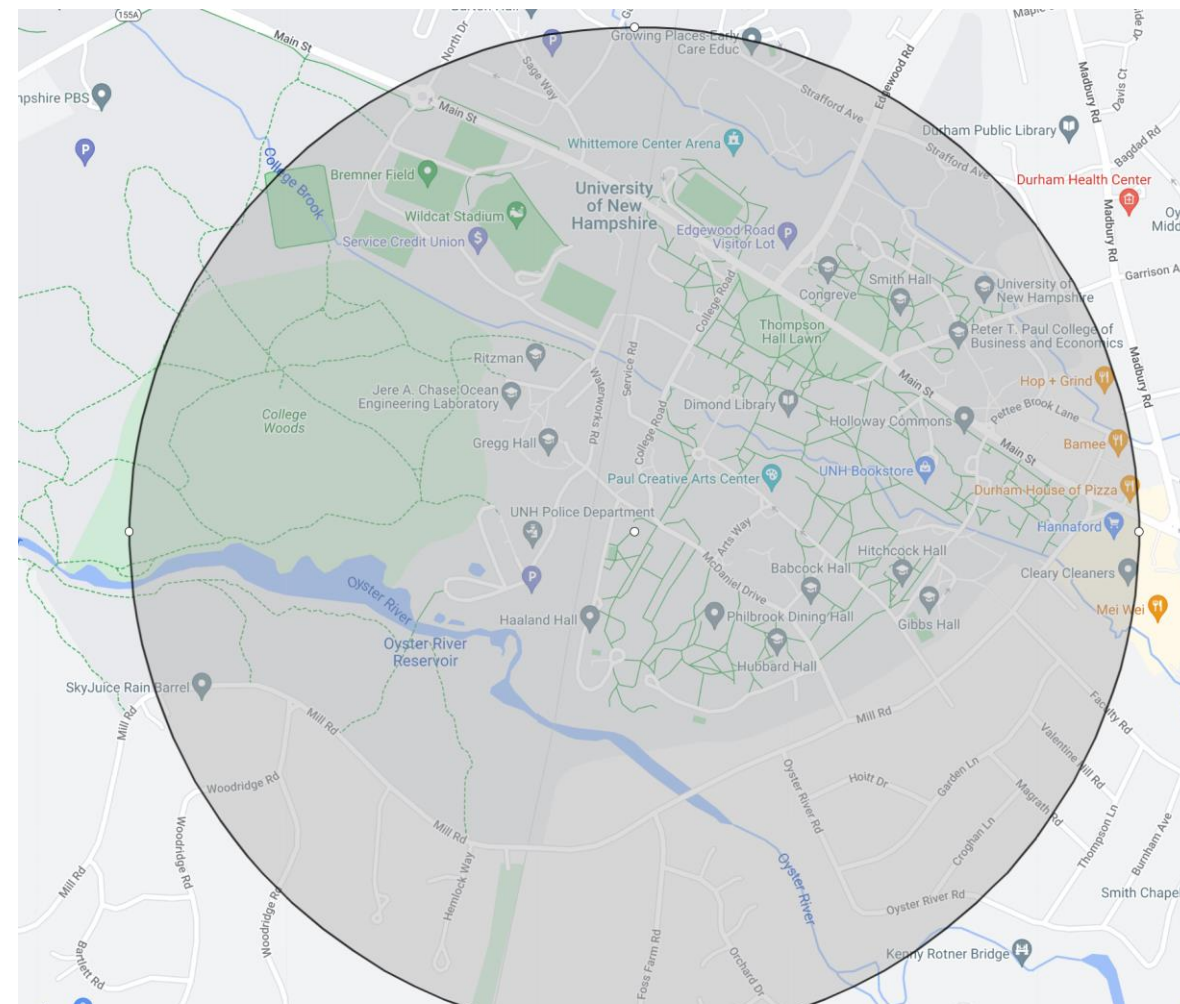 155A
Main St
North Dr
Growing Places-Early
Care Educ
Sage Way
Edgewood Rd
Madbury Rd
Davis Ct
Strafford Ave
mpshire PBS
Main St
Whittemore Center Arena
Durham Public Library
Bagdad Rd
Strafford Ave
College Brook
Bremner Field
University
of New
Hampshire
Durham Health Center
Wildcat Stadium
Service Credit Union
Edgewood Road
Visitor Lot
Madbury Rd
Garrison A
Congreve
Smith Hall
University of
New Hampshire
College Road
Thompson
Hall Lawn
Peter T. Paul College of
Business and Economics
Ritzman
Service Rd
Waterworks Rd
Jere A. Chase Ocean
Engineering Laboratory
Main St
Hop + Grind
Madbury Rd
College
Woods
Dimond Library
Holloway Commons
Pettee Brook Lane
College Road
Gregg Hall
Main St
Bamee
Paul Creative Arts Center
UNH Bookstore
Durham House of Pizza
UNH Police Department
Arts Way
Hannaford
McDaniel Drive
Hitchcock Hall
Babcock Hall
Cleary Cleaners
Oyster River
Haaland Hall
Philbrook Dining Hall
Gibbs Hall
Mei Wei
Oyster River
Reservoir
Hubbard Hall
SkyJuice Rain Barrel
Mill Rd
Mill Rd
Mill Rd
Faculty Rd
Valentine Hill Rd
Woodridge Rd
Oyster River Rd
Hoitt Dr
Garden Ln
Magrath Rd
Thompson Ln
Burnham Ave
Woodridge Rd
Mill Rd
Croghan Ln
Mill Rd
Hemlock Way
Oyster River
Oyster River Rd
Smith Chape
Woodridge Rd
Foss Farm Rd
Orchard Dr
Kenny Rotner Bridge
Bartlett Rd